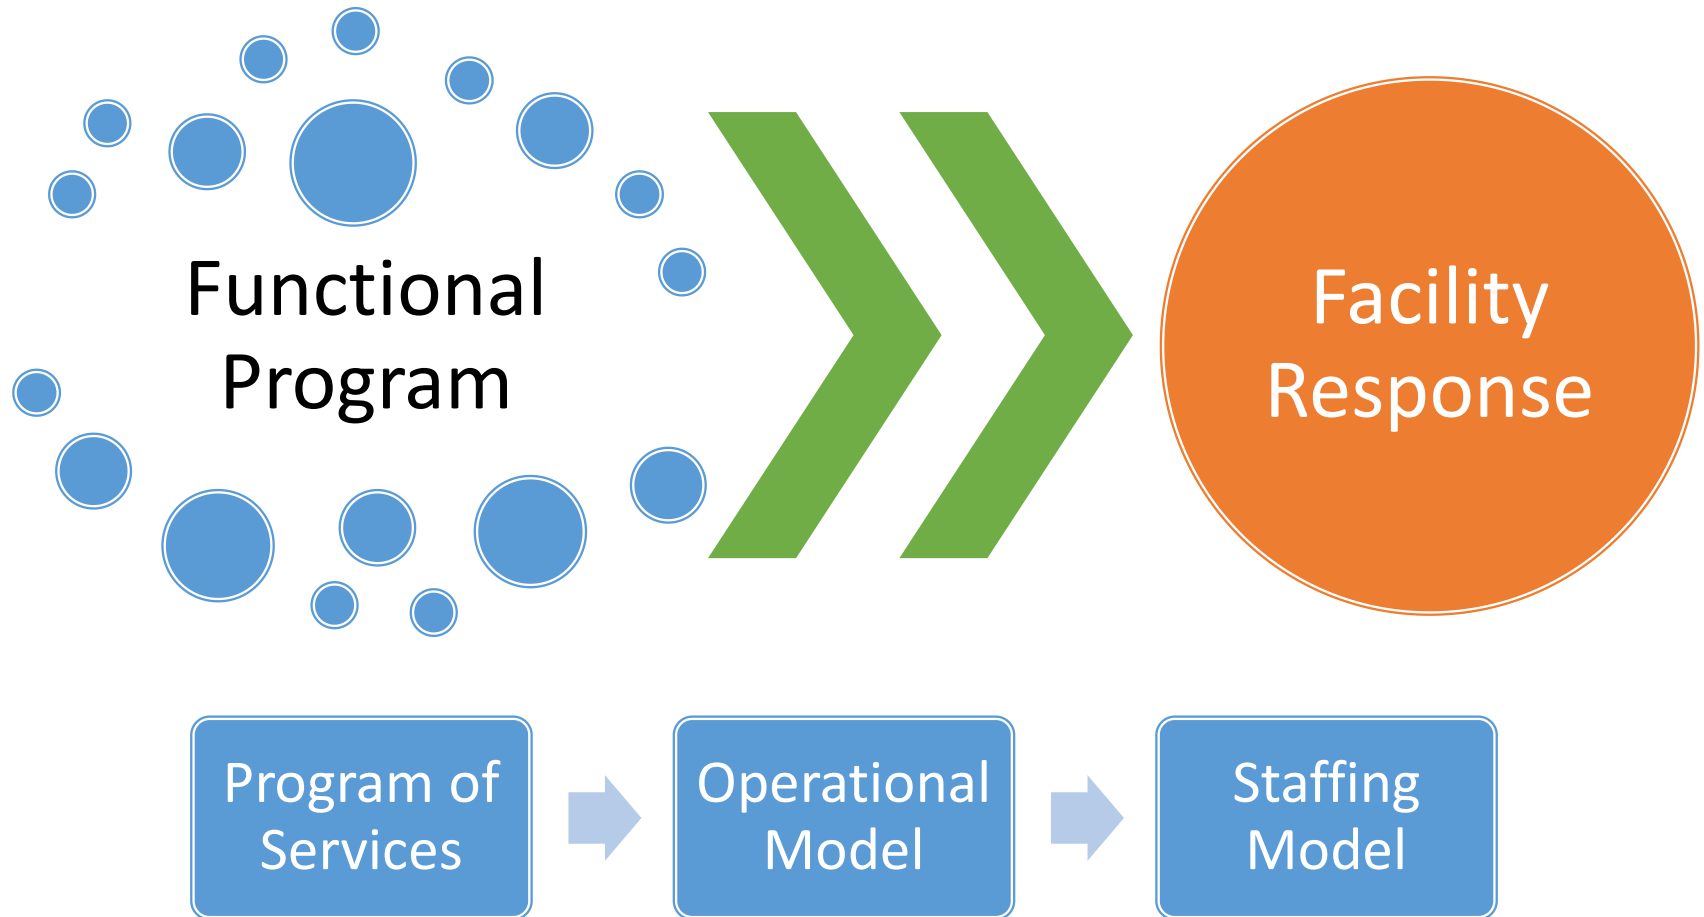 Functional
Program
Facility
Response
Program of
Services
Operational
Model
Staffing
Model